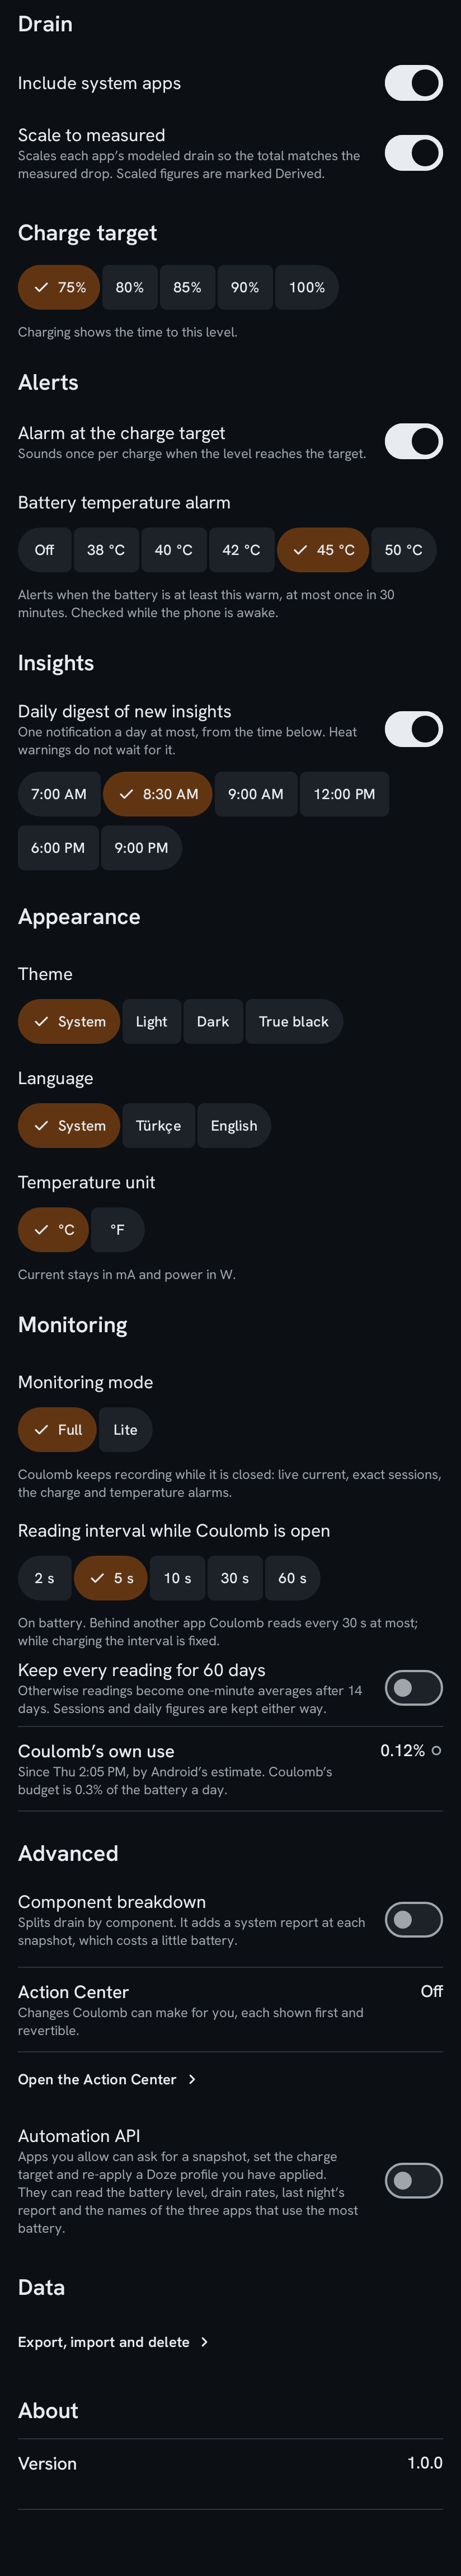 Drain
Include system apps
Scale to measured
Scales each app’s modeled drain so the total matches the
measured drop. Scaled figures are marked Derived.
Charge target
75% 80% 85% 90% 100%
Charging shows the time to this level.
Alerts
Alarm at the charge target
Sounds once per charge when the level reaches the target.
Battery temperature alarm
Off 38 °C 40 °C 42 °C 45 °C 50 °C
Alerts when the battery is at least this warm, at most once in 30
minutes. Checked while the phone is awake.
Insights
Daily digest of new insights
One notification a day at most, from the time below. Heat
warnings do not wait for it.
7:00 AM 8:30 AM 9:00 AM 12:00 PM
6:00 PM 9:00 PM
Appearance
Theme
System Light Dark True black
Language
System Türkçe English
Temperature unit
°C °F
Current stays in mA and power in W.
Monitoring
Monitoring mode
Full Lite
Coulomb keeps recording while it is closed: live current, exact sessions,
the charge and temperature alarms.
Reading interval while Coulomb is open
2 s 5 s 10 s 30 s 60 s
On battery. Behind another app Coulomb reads every 30 s at most;
while charging the interval is fixed.
Keep every reading for 60 days
Otherwise readings become one-minute averages after 14
days. Sessions and daily figures are kept either way.
Coulomb’s own use 0.12%
Since Thu 2:05 PM, by Android’s estimate. Coulomb’s
budget is 0.3% of the battery a day.
Advanced
Component breakdown
Splits drain by component. It adds a system report at each
snapshot, which costs a little battery.
Action Center Off
Changes Coulomb can make for you, each shown first and
revertible.
Open the Action Center
Automation API
Apps you allow can ask for a snapshot, set the charge
target and re-apply a Doze profile you have applied.
They can read the battery level, drain rates, last night’s
report and the names of the three apps that use the most
battery.
Data
Export, import and delete
About
Version 1.0.0